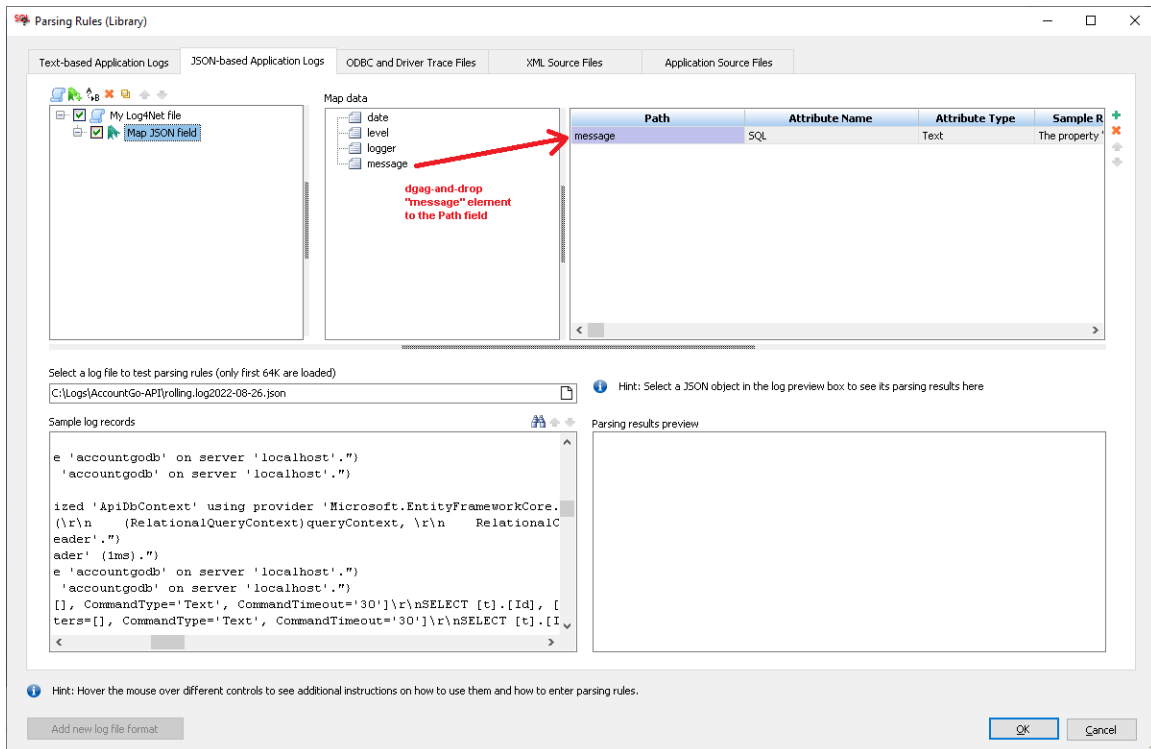 Parsing Rules (Library)
Text-based Application Logs
JSON-based Application Logs
ODBC and Driver Trace Files
XML Source Files
Application Source Files
My Log4Net file
Map JSON field
Map data
date
level
logger
message
dgag-and-drop
"message" element
to the Path field
Path Attribute Name Attribute Type Sample R
message SQL Text The property '
Select a log file to test parsing rules (only first 64K are loaded)
C:\Logs\AccountGo-API\rolling.log2022-08-26.json
Hint: Select a JSON object in the log preview box to see its parsing results here
Sample log records
e 'accountgodb' on server 'localhost'."}
'accountgodb' on server 'localhost'."}
ized 'ApiDbContext' using provider 'Microsoft.EntityFrameworkCore.
(\r\n    (RelationalQueryContext)queryContext, \r\n    RelationalC
eader'."}
ader' (1ms)."}
e 'accountgodb' on server 'localhost'."}
'accountgodb' on server 'localhost'."}
[], CommandType='Text', CommandTimeout='30']\r\nSELECT [t].[Id], [
ters=[], CommandType='Text', CommandTimeout='30']\r\nSELECT [t].[I
Parsing results preview
Hint: Hover the mouse over different controls to see additional instructions on how to use them and how to enter parsing rules.
Add new log file format
OK
Cancel